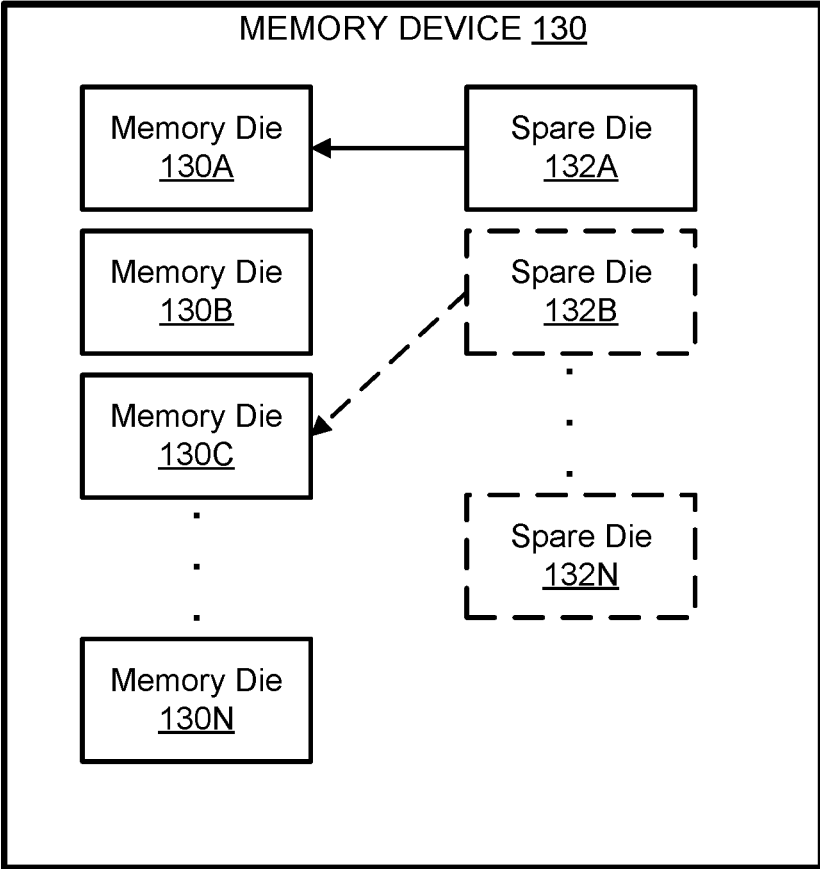 MEMORY DEVICE 130
Memory Die
130A
Spare Die
132A
Memory Die
130B
Spare Die
132B
Memory Die
130C
Spare Die
132N
Memory Die
130N